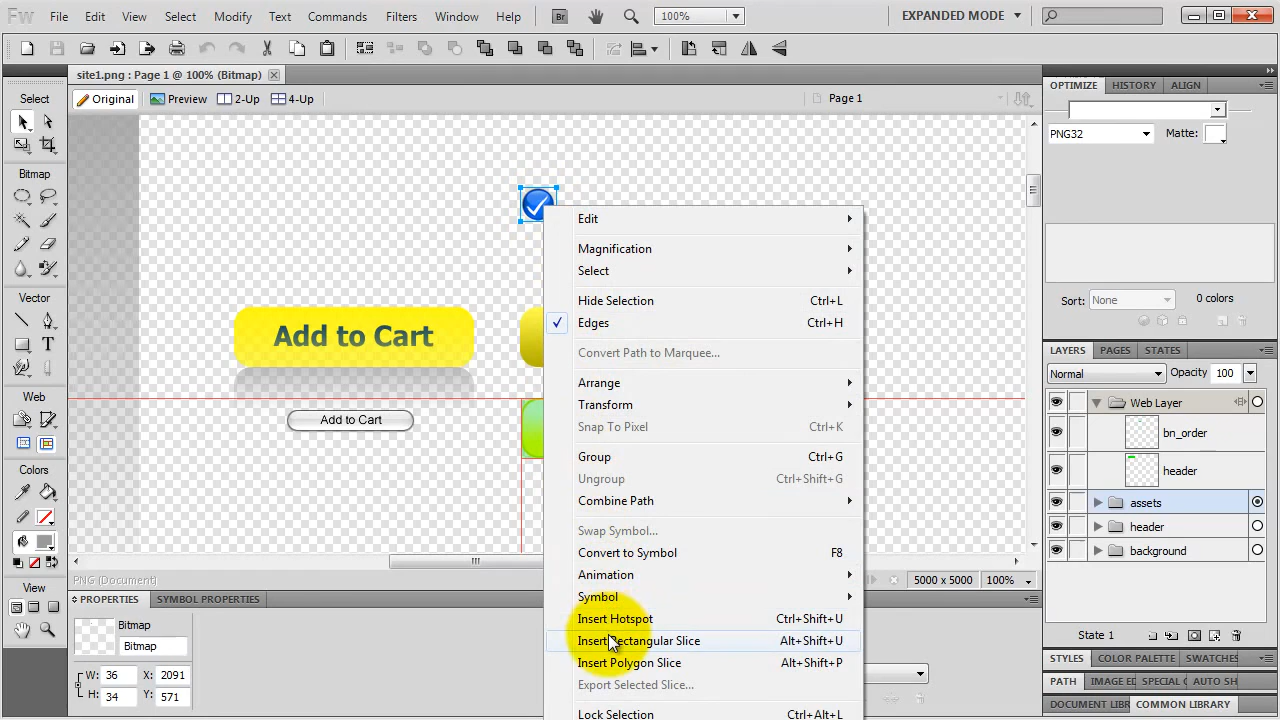 Fw File Edit View Select Modify Text Commands Filters Window Help Br 100% EXPANDED MODE
site1.png : Page 1 @ 100% (Bitmap)
Original Preview 2-Up 4-Up Page 1
Select
Bitmap
Vector
Web
Colors
View
Add to Cart
Add to Cart
Edit
Magnification
Select
Hide Selection Ctrl+L
Edges Ctrl+H
Convert Path to Marquee...
Arrange
Transform
Snap To Pixel Ctrl+K
Group Ctrl+G
Ungroup Ctrl+Shift+G
Combine Path
Swap Symbol...
Convert to Symbol F8
Animation
Symbol
Insert Hotspot Ctrl+Shift+U
Insert Rectangular Slice Alt+Shift+U
Insert Polygon Slice Alt+Shift+P
Export Selected Slice...
Lock Selection Ctrl+Alt+L
OPTIMIZE HISTORY ALIGN
PNG32 Matte:
Sort: None 0 colors
LAYERS PAGES STATES
Normal Opacity 100
Web Layer
bn_order
header
assets
header
background
State 1
STYLES COLOR PALETTE SWATCHES
PATH IMAGE ED SPECIAL AUTO SH
DOCUMENT LIBR COMMON LIBRARY
PNG (Document) 5000 x 5000 100%
PROPERTIES SYMBOL PROPERTIES
Bitmap
Bitmap
W: 36 X: 2091
H: 34 Y: 571